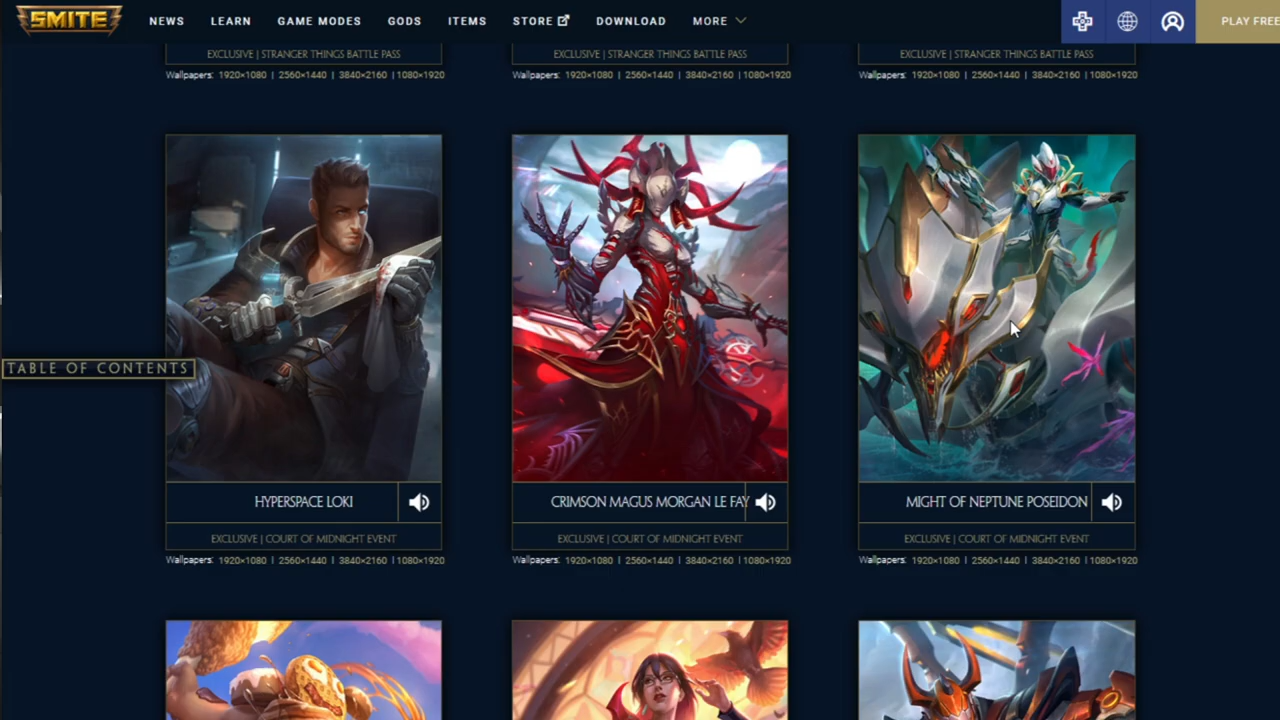 SMITE NEWS LEARN GAME MODES GODS ITEMS STORE DOWNLOAD MORE PLAY FREE
EXCLUSIVE | STRANGER THINGS BATTLE PASS EXCLUSIVE | STRANGER THINGS BATTLE PASS EXCLUSIVE | STRANGER THINGS BATTLE PASS
Wallpapers: 1920×1080 | 2560×1440 | 3840×2160 | 1080×1920 Wallpapers: 1920×1080 | 2560×1440 | 3840×2160 | 1080×1920 Wallpapers: 1920×1080 | 2560×1440 | 3840×2160 | 1080×1920
TABLE OF CONTENTS
HYPERSPACE LOKI CRIMSON MAGUS MORGAN LE FAY MIGHT OF NEPTUNE POSEIDON
EXCLUSIVE | COURT OF MIDNIGHT EVENT EXCLUSIVE | COURT OF MIDNIGHT EVENT EXCLUSIVE | COURT OF MIDNIGHT EVENT
Wallpapers: 1920×1080 | 2560×1440 | 3840×2160 | 1080×1920 Wallpapers: 1920×1080 | 2560×1440 | 3840×2160 | 1080×1920 Wallpapers: 1920×1080 | 2560×1440 | 3840×2160 | 1080×1920